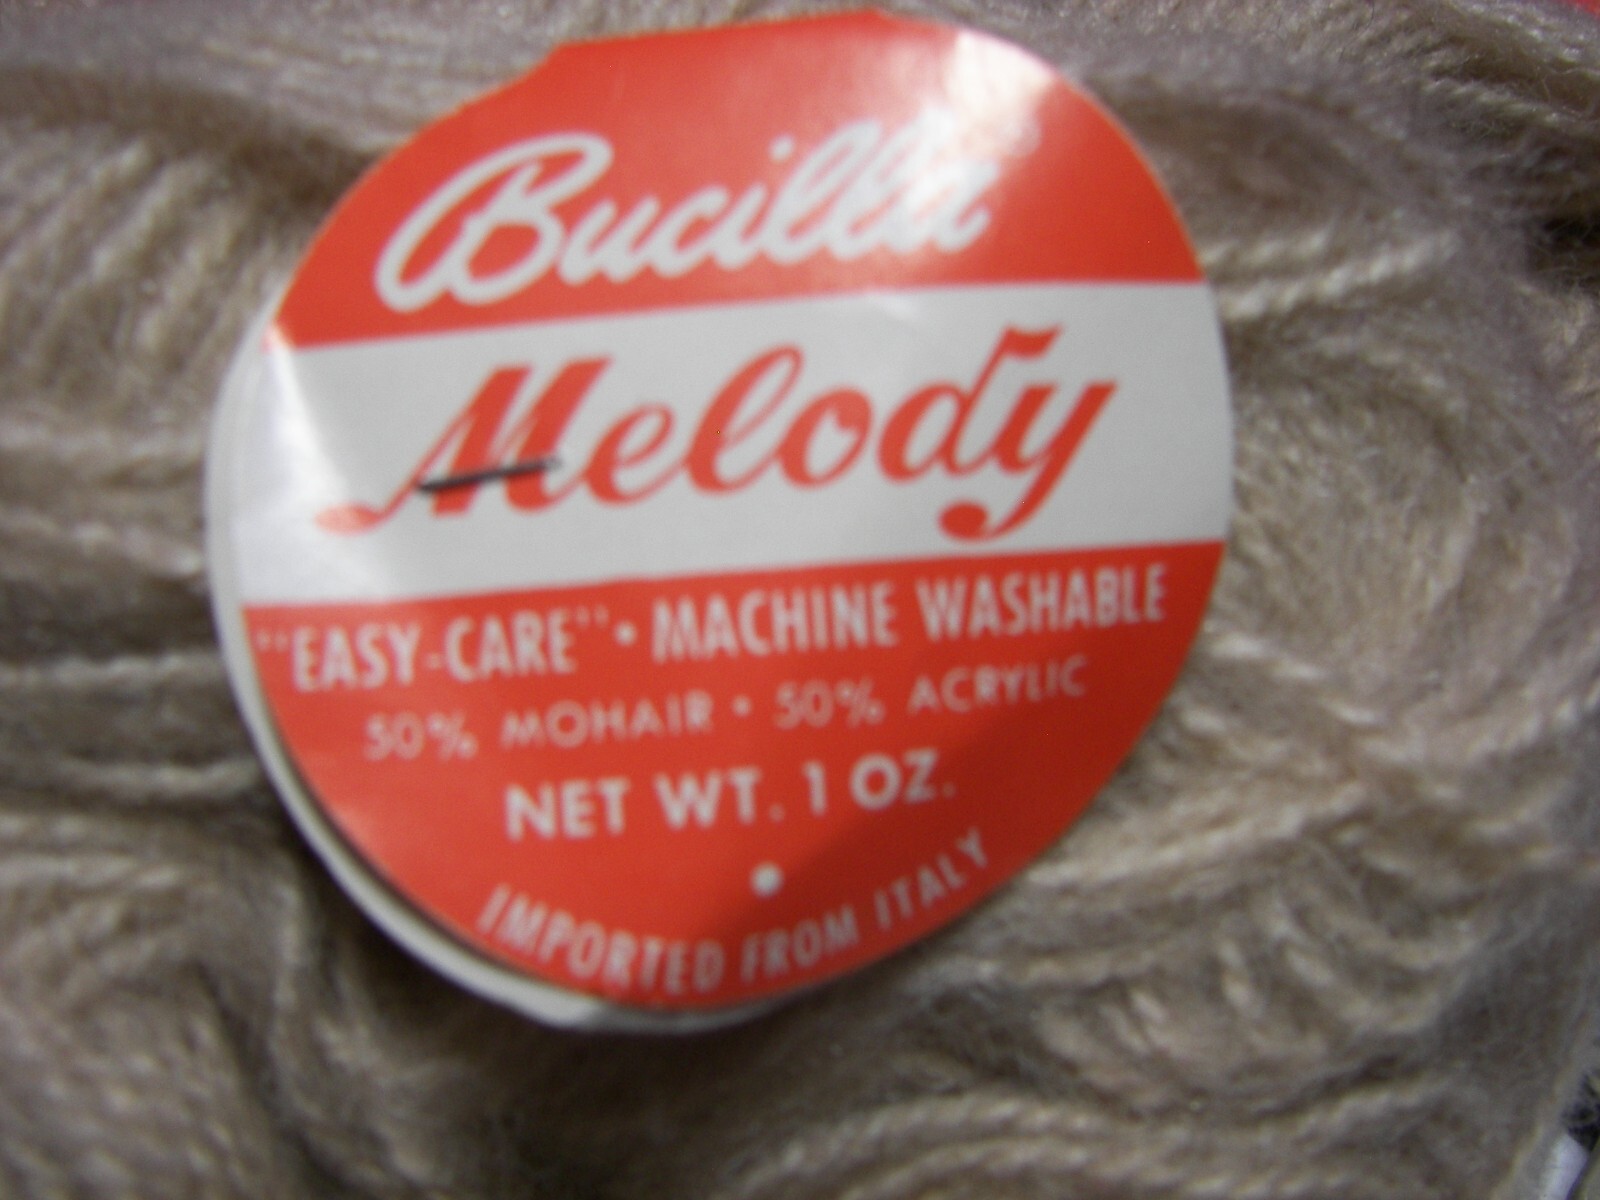 Bucilla
Melody
"EASY-CARE" • MACHINE WASHABLE
50% MOHAIR • 50% ACRYLIC
NET WT. 1 OZ.
•
IMPORTED FROM ITALY